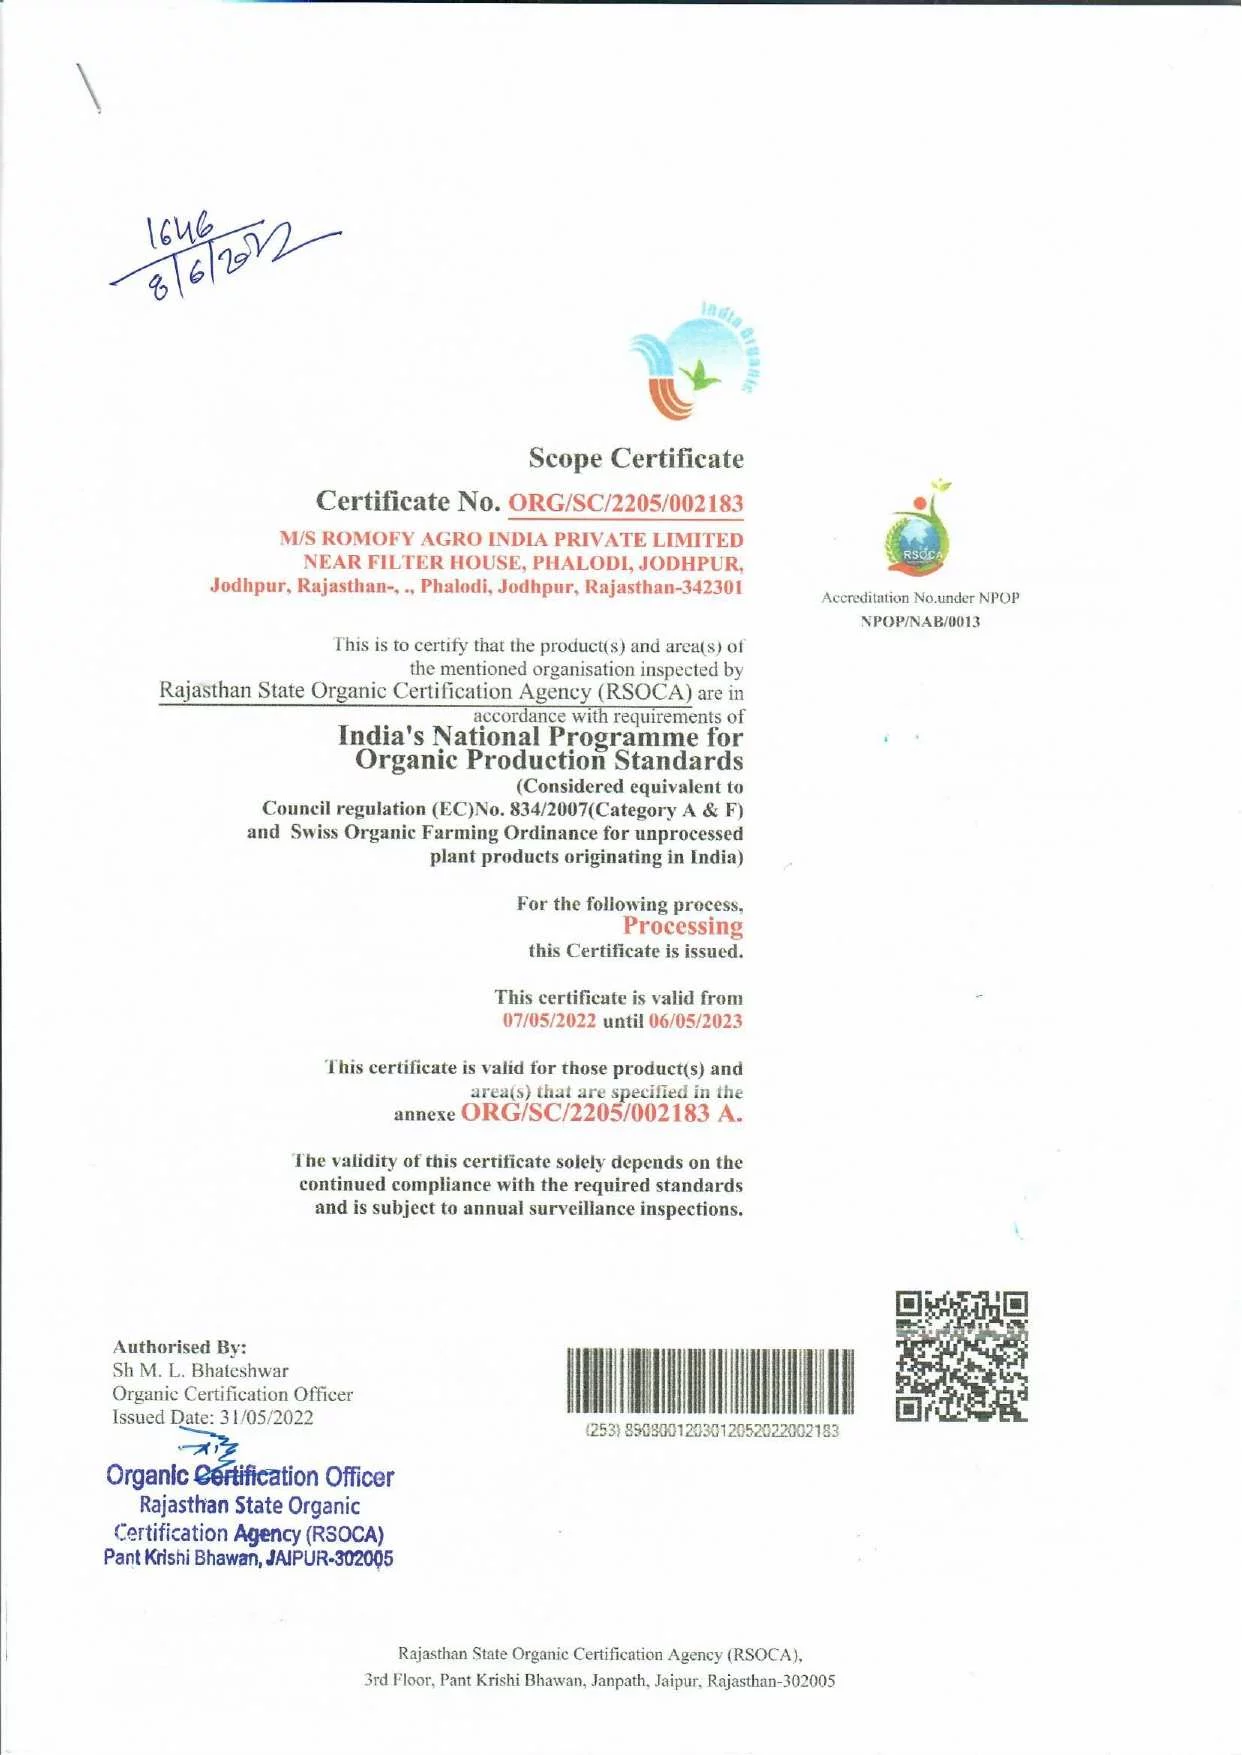 1646
8/6/2022
India Organic
Scope Certificate
Certificate No. ORG/SC/2205/002183
M/S ROMOFY AGRO INDIA PRIVATE LIMITED
NEAR FILTER HOUSE, PHALODI, JODHPUR,
Jodhpur, Rajasthan-, ., Phalodi, Jodhpur, Rajasthan-342301
RSOCA
Accreditation No.under NPOP
NPOP/NAB/0013
This is to certify that the product(s) and area(s) of
the mentioned organisation inspected by
Rajasthan State Organic Certification Agency (RSOCA) are in
accordance with requirements of
India's National Programme for
Organic Production Standards
(Considered equivalent to
Council regulation (EC)No. 834/2007(Category A & F)
and Swiss Organic Farming Ordinance for unprocessed
plant products originating in India)
For the following process,
Processing
this Certificate is issued.
This certificate is valid from
07/05/2022 until 06/05/2023
This certificate is valid for those product(s) and
area(s) that are specified in the
annexe ORG/SC/2205/002183 A.
The validity of this certificate solely depends on the
continued compliance with the required standards
and is subject to annual surveillance inspections.
Authorised By:
Sh M. L. Bhateshwar
Organic Certification Officer
Issued Date: 31/05/2022
(253) 8908001203012052022002183
Organic Certification Officer
Rajasthan State Organic
Certification Agency (RSOCA)
Pant Krishi Bhawan, JAIPUR-302005
Rajasthan State Organic Certification Agency (RSOCA),
3rd Floor, Pant Krishi Bhawan, Janpath, Jaipur, Rajasthan-302005